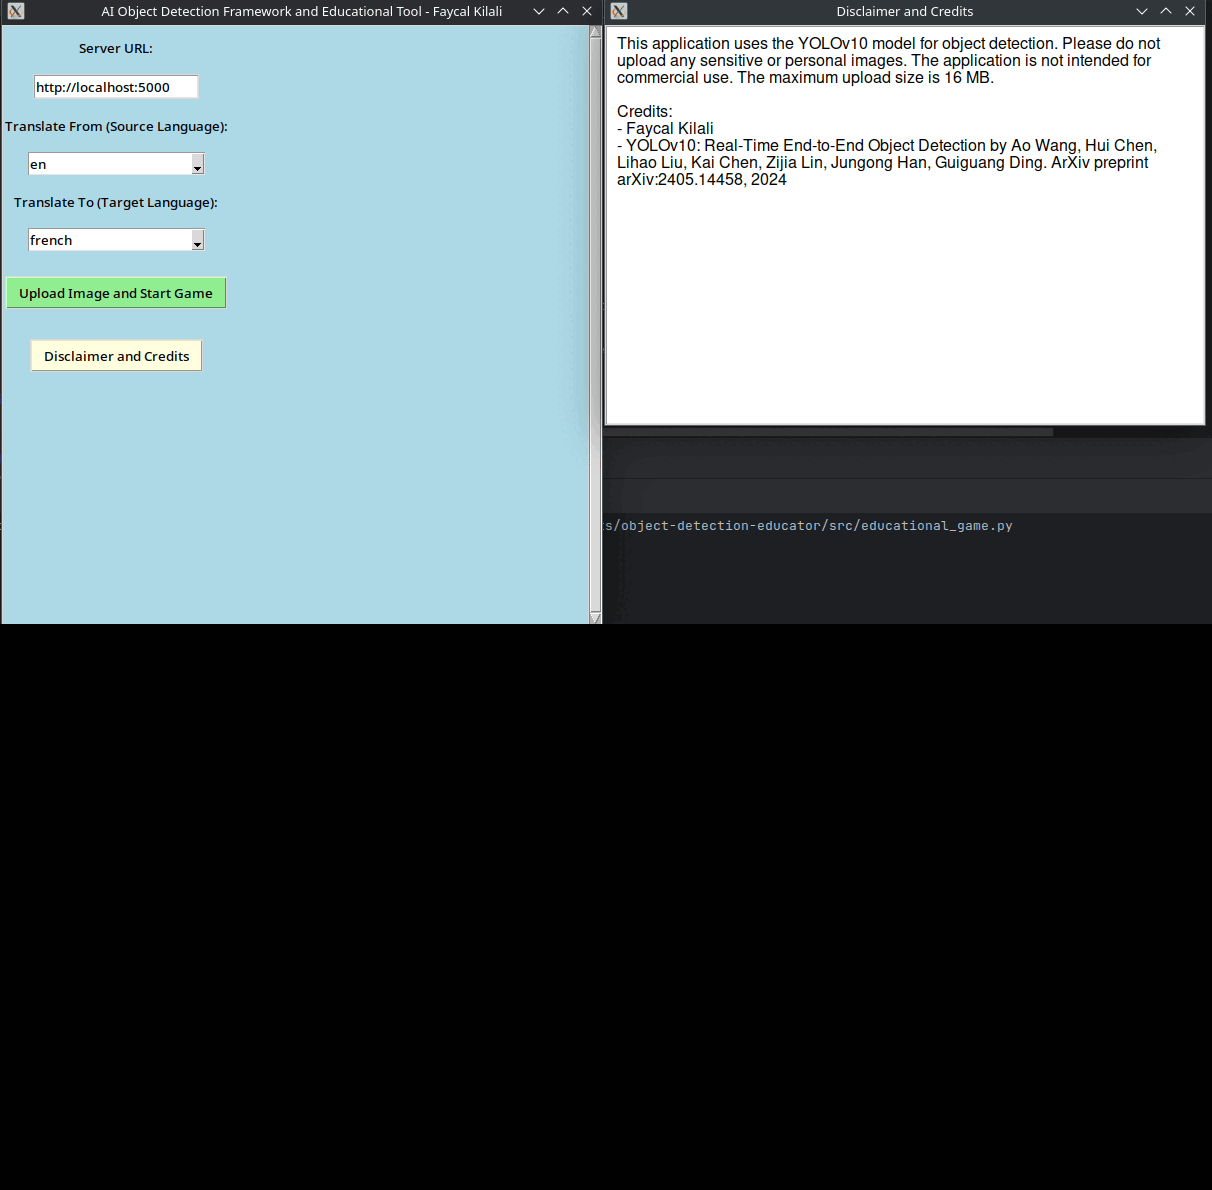 AI Object Detection Framework and Educational Tool - Faycal Kilali
Server URL:
http://localhost:5000
Translate From (Source Language):
en
Translate To (Target Language):
french
Upload Image and Start Game
Disclaimer and Credits
Disclaimer and Credits
This application uses the YOLOv10 model for object detection. Please do not
upload any sensitive or personal images. The application is not intended for
commercial use. The maximum upload size is 16 MB.
Credits:
- Faycal Kilali
- YOLOv10: Real-Time End-to-End Object Detection by Ao Wang, Hui Chen,
Lihao Liu, Kai Chen, Zijia Lin, Jungong Han, Guiguang Ding. ArXiv preprint
arXiv:2405.14458, 2024
s/object-detection-educator/src/educational_game.py